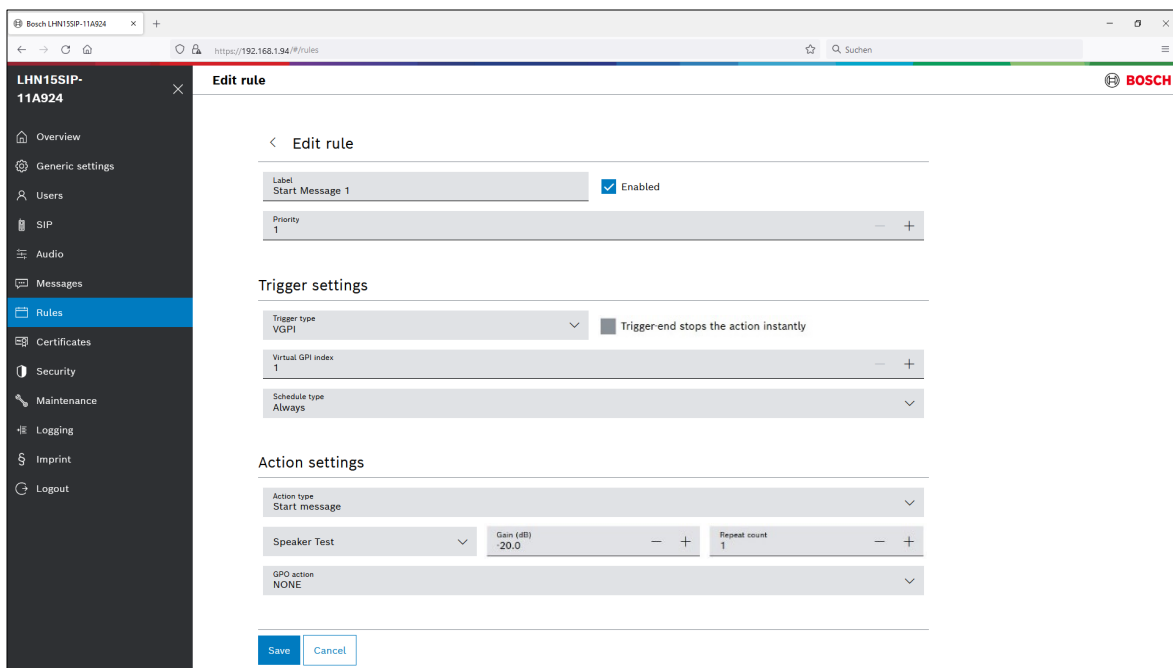 Bosch LHN15SIP-11A924
https://192.168.1.94/#/rules
Suchen
LHN15SIP-
11A924
Edit rule
BOSCH
Overview
Generic settings
Users
SIP
Audio
Messages
Rules
Certificates
Security
Maintenance
Logging
Imprint
Logout
Edit rule
Label
Start Message 1
Enabled
Priority
1
Trigger settings
Trigger type
VGPI
Trigger-end stops the action instantly
Virtual GPI index
1
Schedule type
Always
Action settings
Action type
Start message
Speaker Test
Gain (dB)
-20.0
Repeat count
1
GPO action
NONE
Save
Cancel